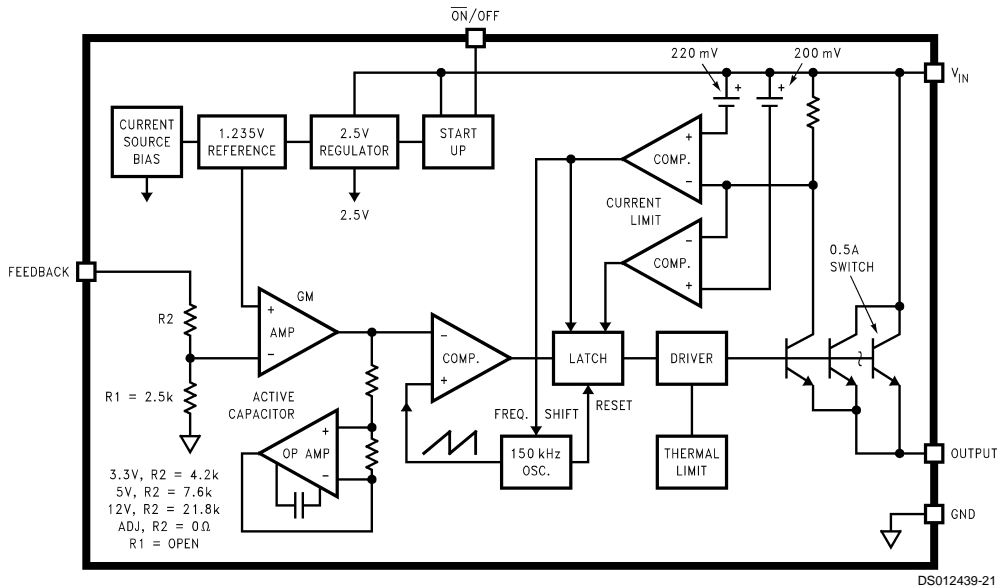 ON/OFF
220 mV
200 mV
VIN
CURRENT
SOURCE
BIAS
1.235V
REFERENCE
2.5V
REGULATOR
START
UP
2.5V
+
+
+
COMP.
−
CURRENT
LIMIT
−
COMP.
+
0.5A
SWITCH
FEEDBACK
R2
GM
+
AMP
−
−
COMP.
+
LATCH
DRIVER
R1 = 2.5k
ACTIVE
CAPACITOR
FREQ. SHIFT
RESET
+
OP AMP
−
150 kHz
OSC.
THERMAL
LIMIT
OUTPUT
GND
3.3V, R2 = 4.2k
5V, R2 = 7.6k
12V, R2 = 21.8k
ADJ, R2 = 0Ω
R1 = OPEN
DS012439-21